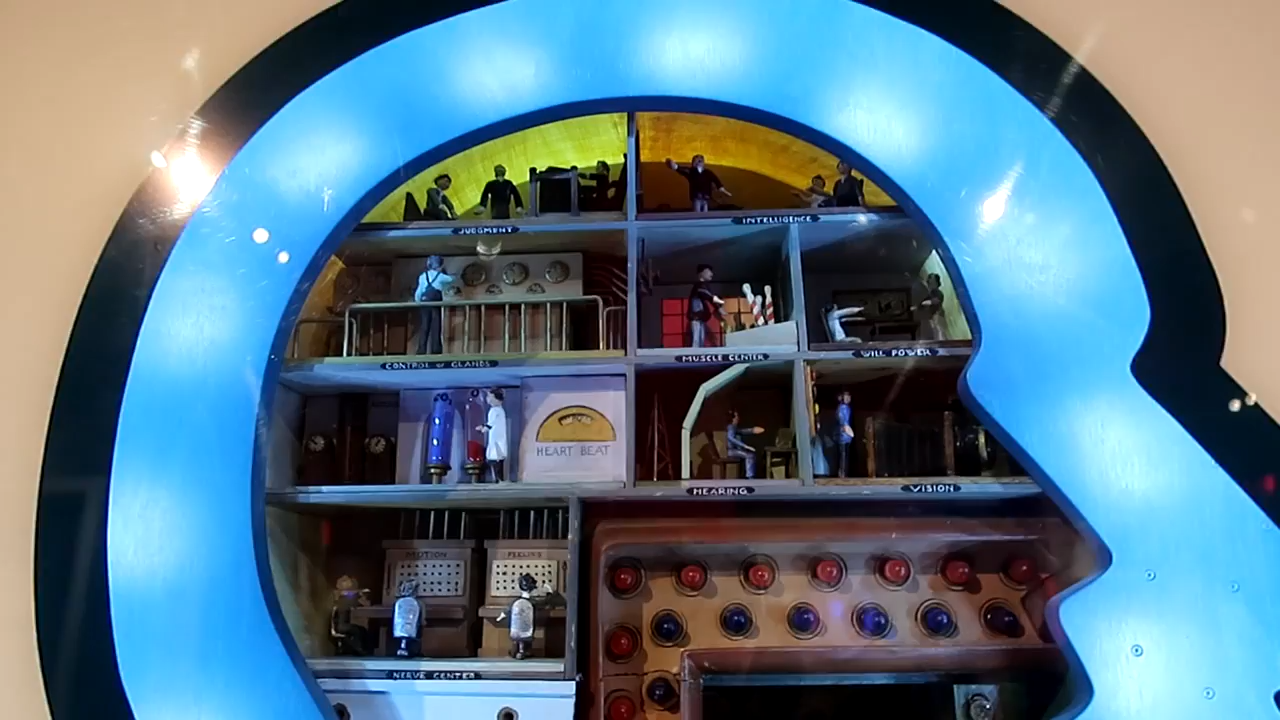 JUDGMENT
INTELLIGENCE
CONTROL of GLANDS
MUSCLE CENTER
WILL POWER
HEART BEAT
HEARING
VISION
EMOTION
FEELING
NERVE CENTER